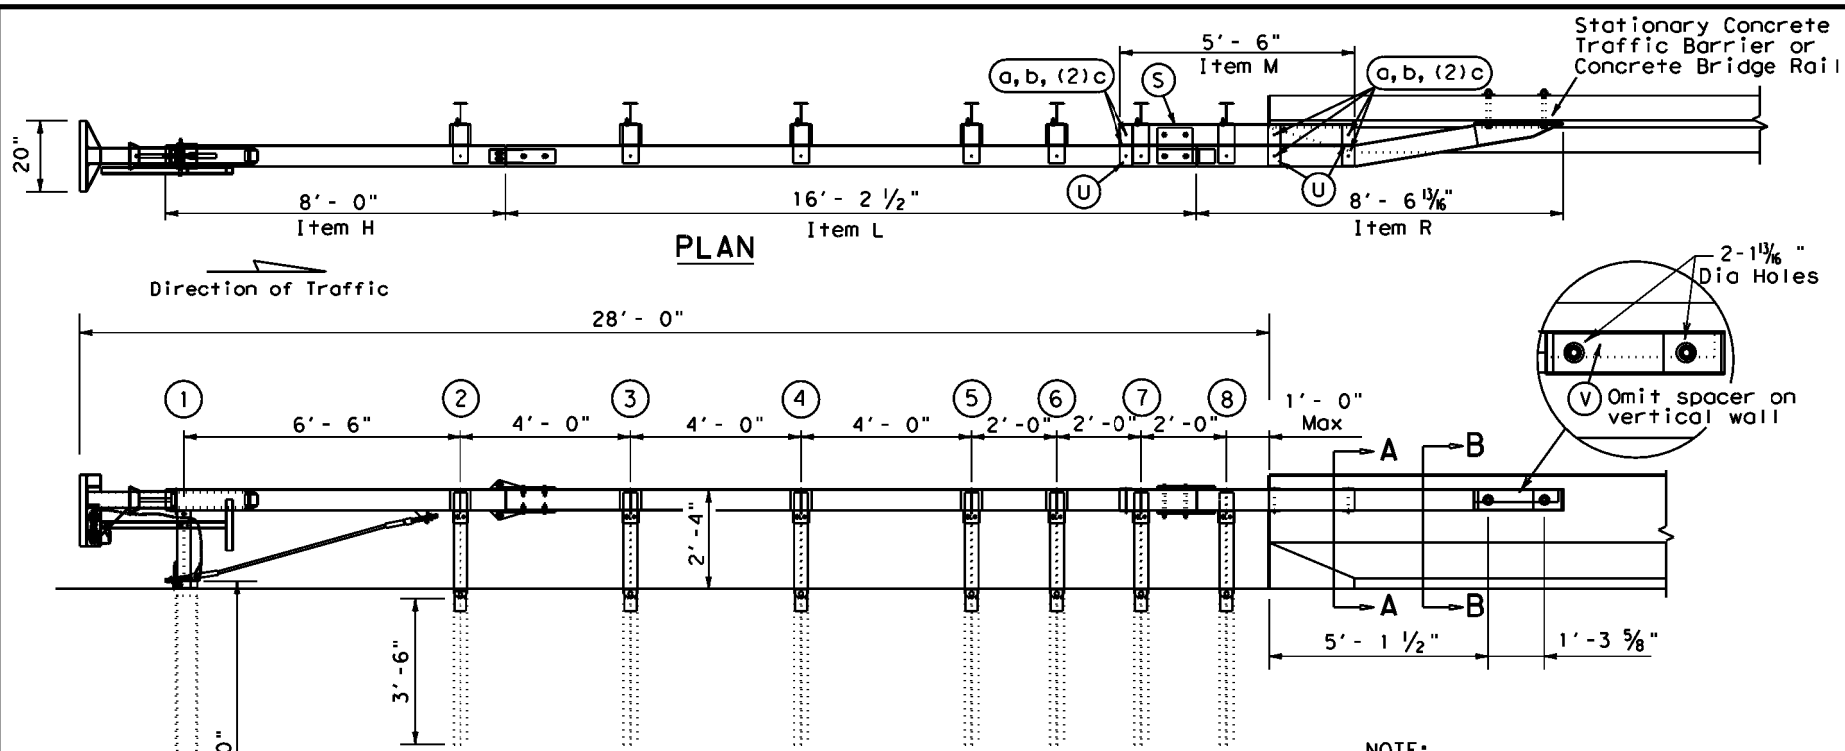 Stationary Concrete
Traffic Barrier or
Concrete Bridge Rail
5'- 6"
Item M
a, b, (2) c
S
a, b, (2) c
20"
U
U
8'- 0"
Item H
16'- 2 ½"
Item L
8'- 6 13/16"
Item R
PLAN
Direction of Traffic
2-1 13/16 "
Dia Holes
28'- 0"
V Omit spacer on
vertical wall
1 2 3 4 5 6 7 8
6'- 6" 4'- 0" 4'- 0" 4'- 0" 2'-0" 2'-0" 2'-0" 1'- 0"
Max
A B
2'-4"
A B
5'- 1 ½" 1'-3 ⅝"
3'-6"
NOTE: